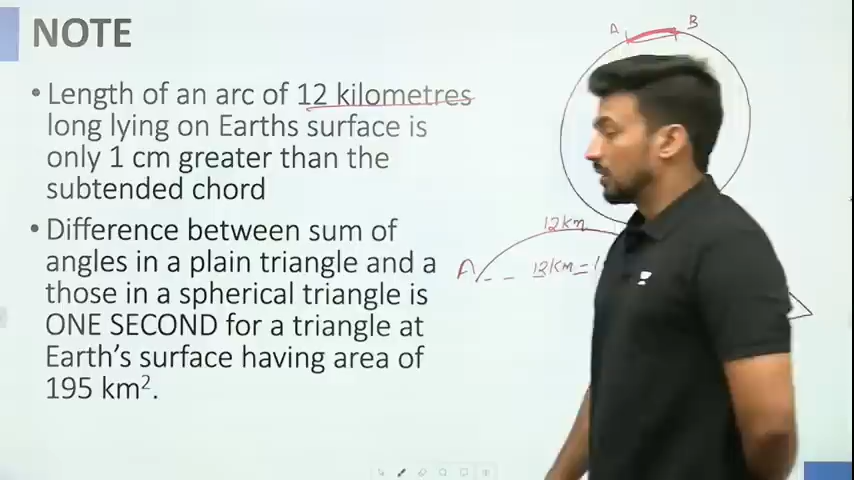 NOTE
• Length of an arc of 12 kilometres
long lying on Earths surface is
only 1 cm greater than the
subtended chord
• Difference between sum of
angles in a plain triangle and a
those in a spherical triangle is
ONE SECOND for a triangle at
Earth's surface having area of
195 km².
A B
12km
A
12km = 1